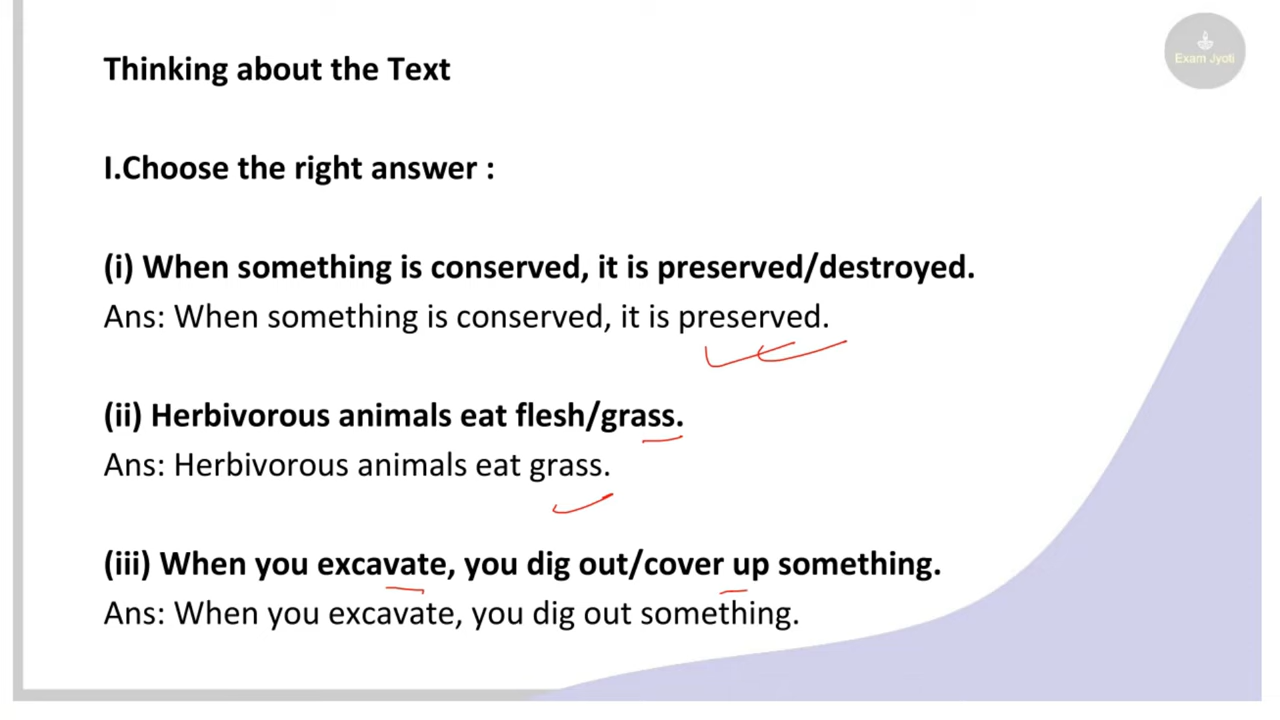 Exam Jyoti
Thinking about the Text
I.Choose the right answer :
(i) When something is conserved, it is preserved/destroyed.
Ans: When something is conserved, it is preserved.
(ii) Herbivorous animals eat flesh/grass.
Ans: Herbivorous animals eat grass.
(iii) When you excavate, you dig out/cover up something.
Ans: When you excavate, you dig out something.